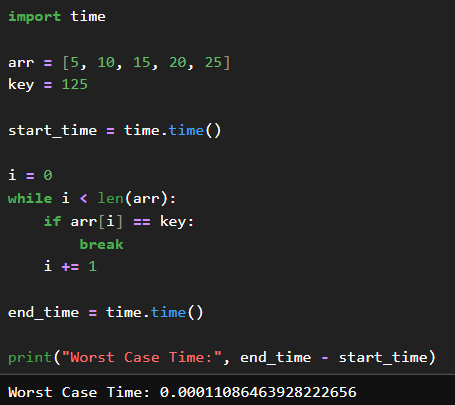 import time
arr = [5, 10, 15, 20, 25]
key = 125
start_time = time.time()
i = 0
while i < len(arr):
    if arr[i] == key:
        break
    i += 1
end_time = time.time()
print("Worst Case Time:", end_time - start_time)
Worst Case Time: 0.00011086463928222656